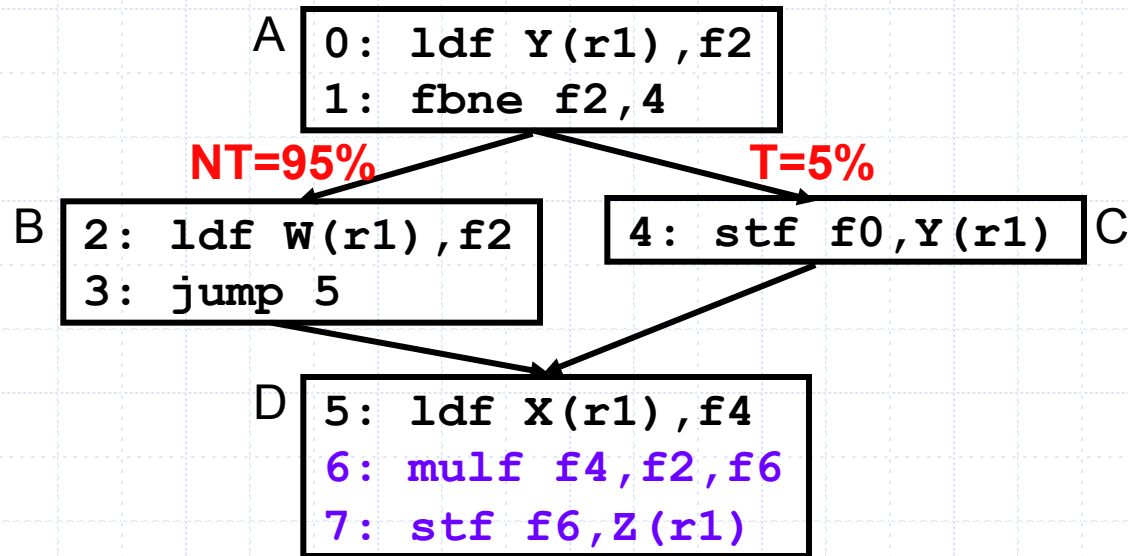 A
0: ldf Y(r1),f2
1: fbne f2,4
NT=95%
T=5%
B
2: ldf W(r1),f2
3: jump 5
4: stf f0,Y(r1)
C
D
5: ldf X(r1),f4
6: mulf f4,f2,f6
7: stf f6,Z(r1)